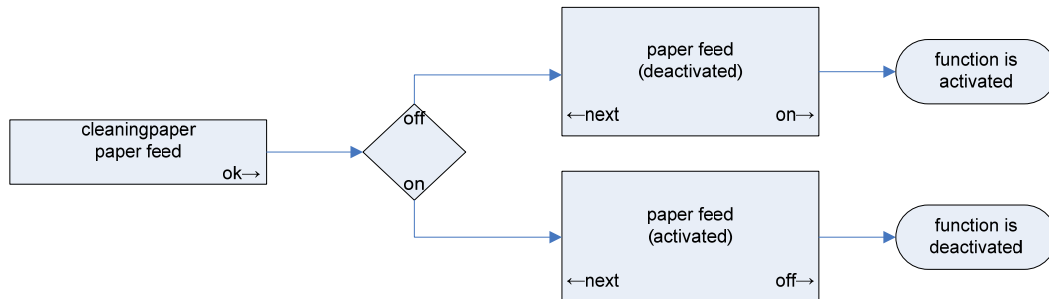 cleaningpaper
paper feed
ok→
off
on
paper feed
(deactivated)
←next on→
function is
activated
paper feed
(activated)
←next off→
function is
deactivated